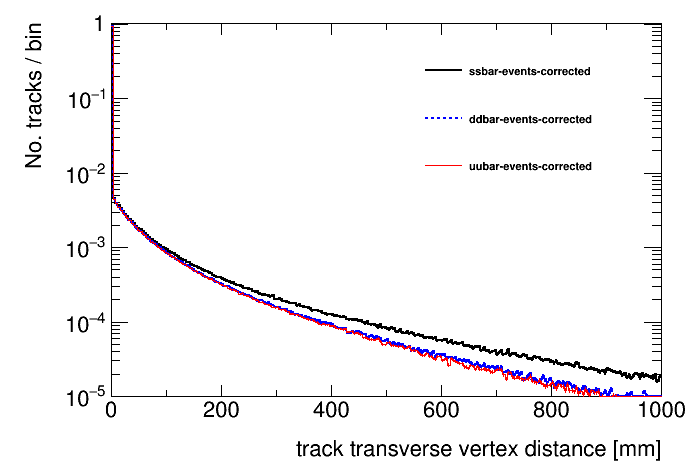 No. tracks / bin
1
10⁻¹
10⁻²
10⁻³
10⁻⁴
10⁻⁵
ssbar-events-corrected
ddbar-events-corrected
uubar-events-corrected
0 200 400 600 800 1000
track transverse vertex distance [mm]